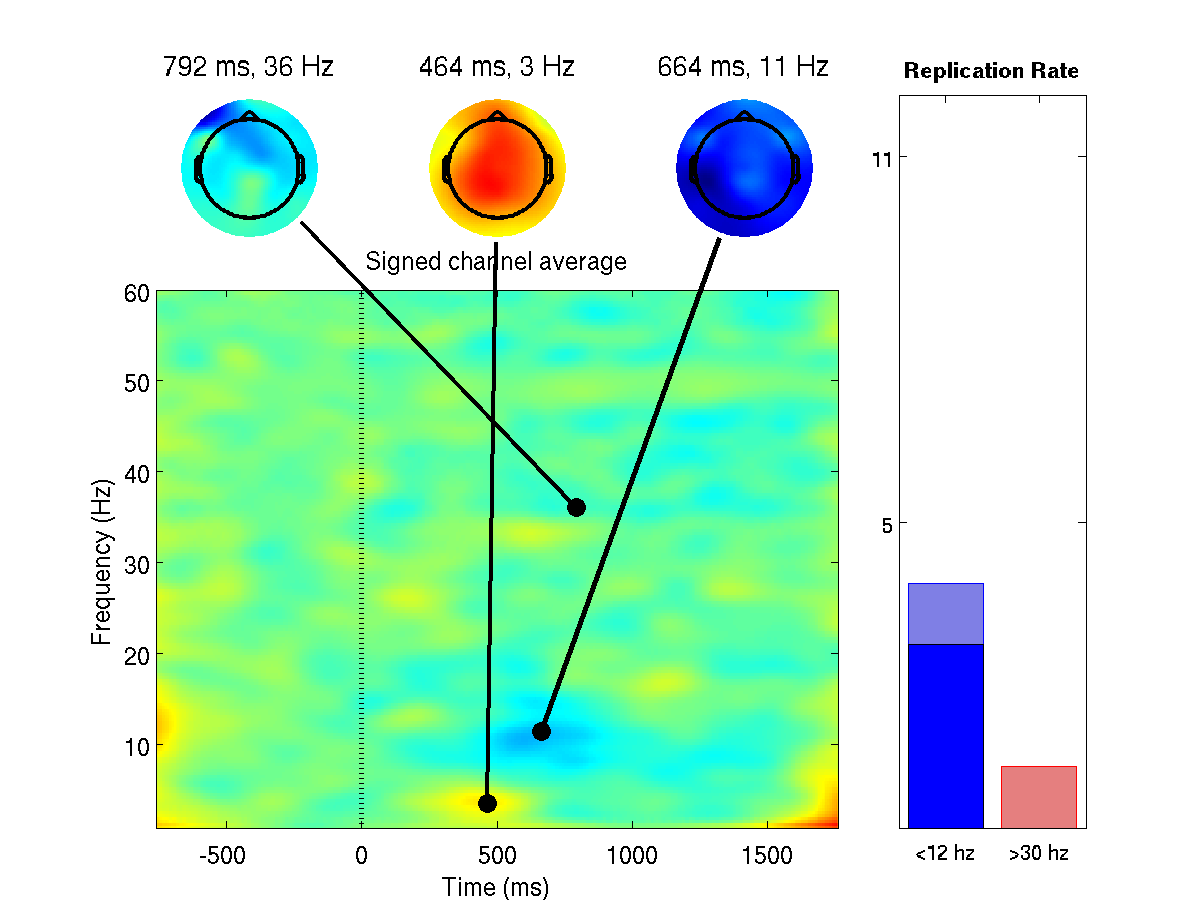 792 ms, 36 Hz
464 ms, 3 Hz
664 ms, 11 Hz
Replication Rate
Signed channel average
60
50
40
30
20
10
Frequency (Hz)
-500
0
500
1000
1500
Time (ms)
11
5
<12 hz
>30 hz